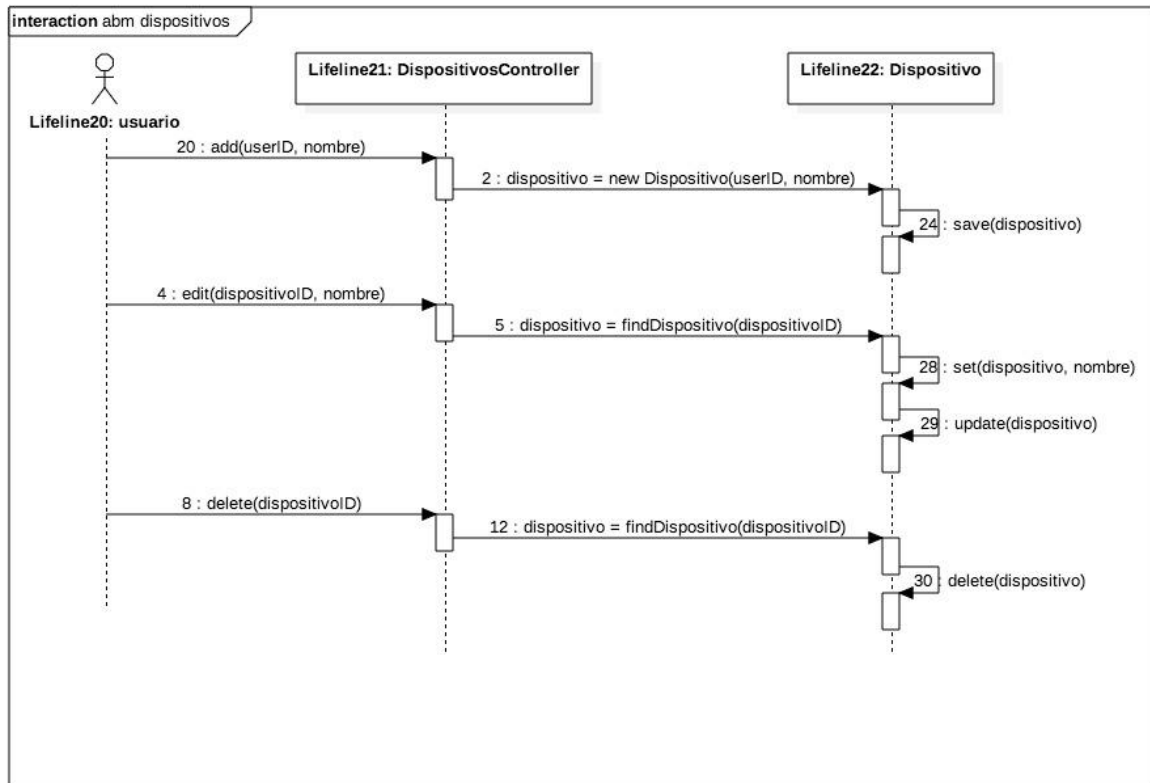 interaction abm dispositivos
Lifeline20: usuario
Lifeline21: DispositivosController
Lifeline22: Dispositivo
20 : add(userID, nombre)
2 : dispositivo = new Dispositivo(userID, nombre)
24 : save(dispositivo)
4 : edit(dispositivoID, nombre)
5 : dispositivo = findDispositivo(dispositivoID)
28 : set(dispositivo, nombre)
29 : update(dispositivo)
8 : delete(dispositivoID)
12 : dispositivo = findDispositivo(dispositivoID)
30 : delete(dispositivo)